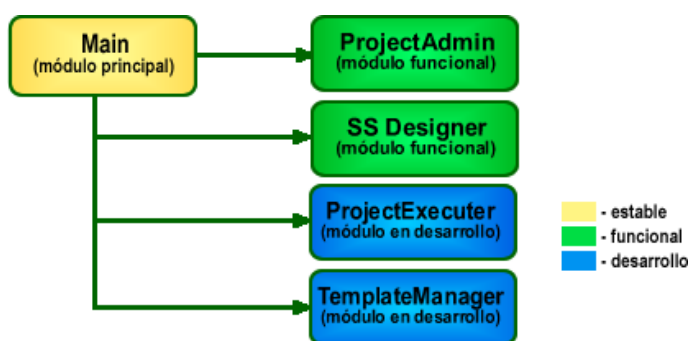 Main
(módulo principal)
ProjectAdmin
(módulo funcional)
SS Designer
(módulo funcional)
ProjectExecuter
(módulo en desarrollo)
TemplateManager
(módulo en desarrollo)
- estable
- funcional
- desarrollo